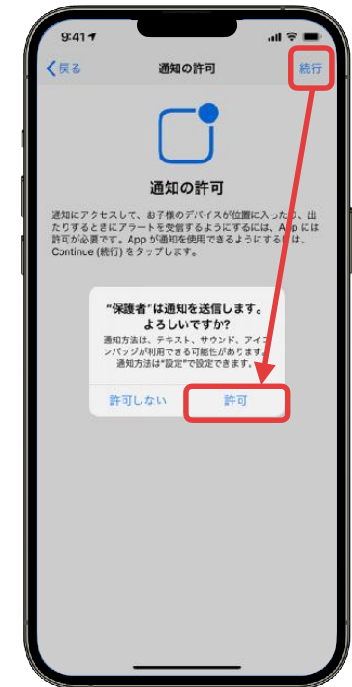 9:41
戻る
通知の許可
続行
通知の許可
通知にアクセスして、お子様のデバイスが位置に入ったり、出
たりするときにアラートを受信するようにするには、App には
許可が必要です。App が通知を使用できるようにするには、
Continue (続行) をタップします。
"保護者"は通知を送信します。
よろしいですか?
通知方法は、テキスト、サウンド、アイコ
ンバッジが利用できる可能性があります。
通知方法は"設定"で設定できます。
許可しない
許可